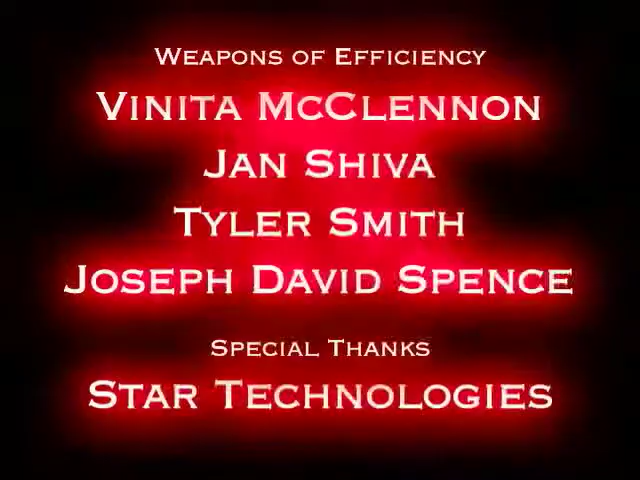 Weapons of Efficiency
Vinita McClennon
Jan Shiva
Tyler Smith
Joseph David Spence
Special Thanks
Star Technologies